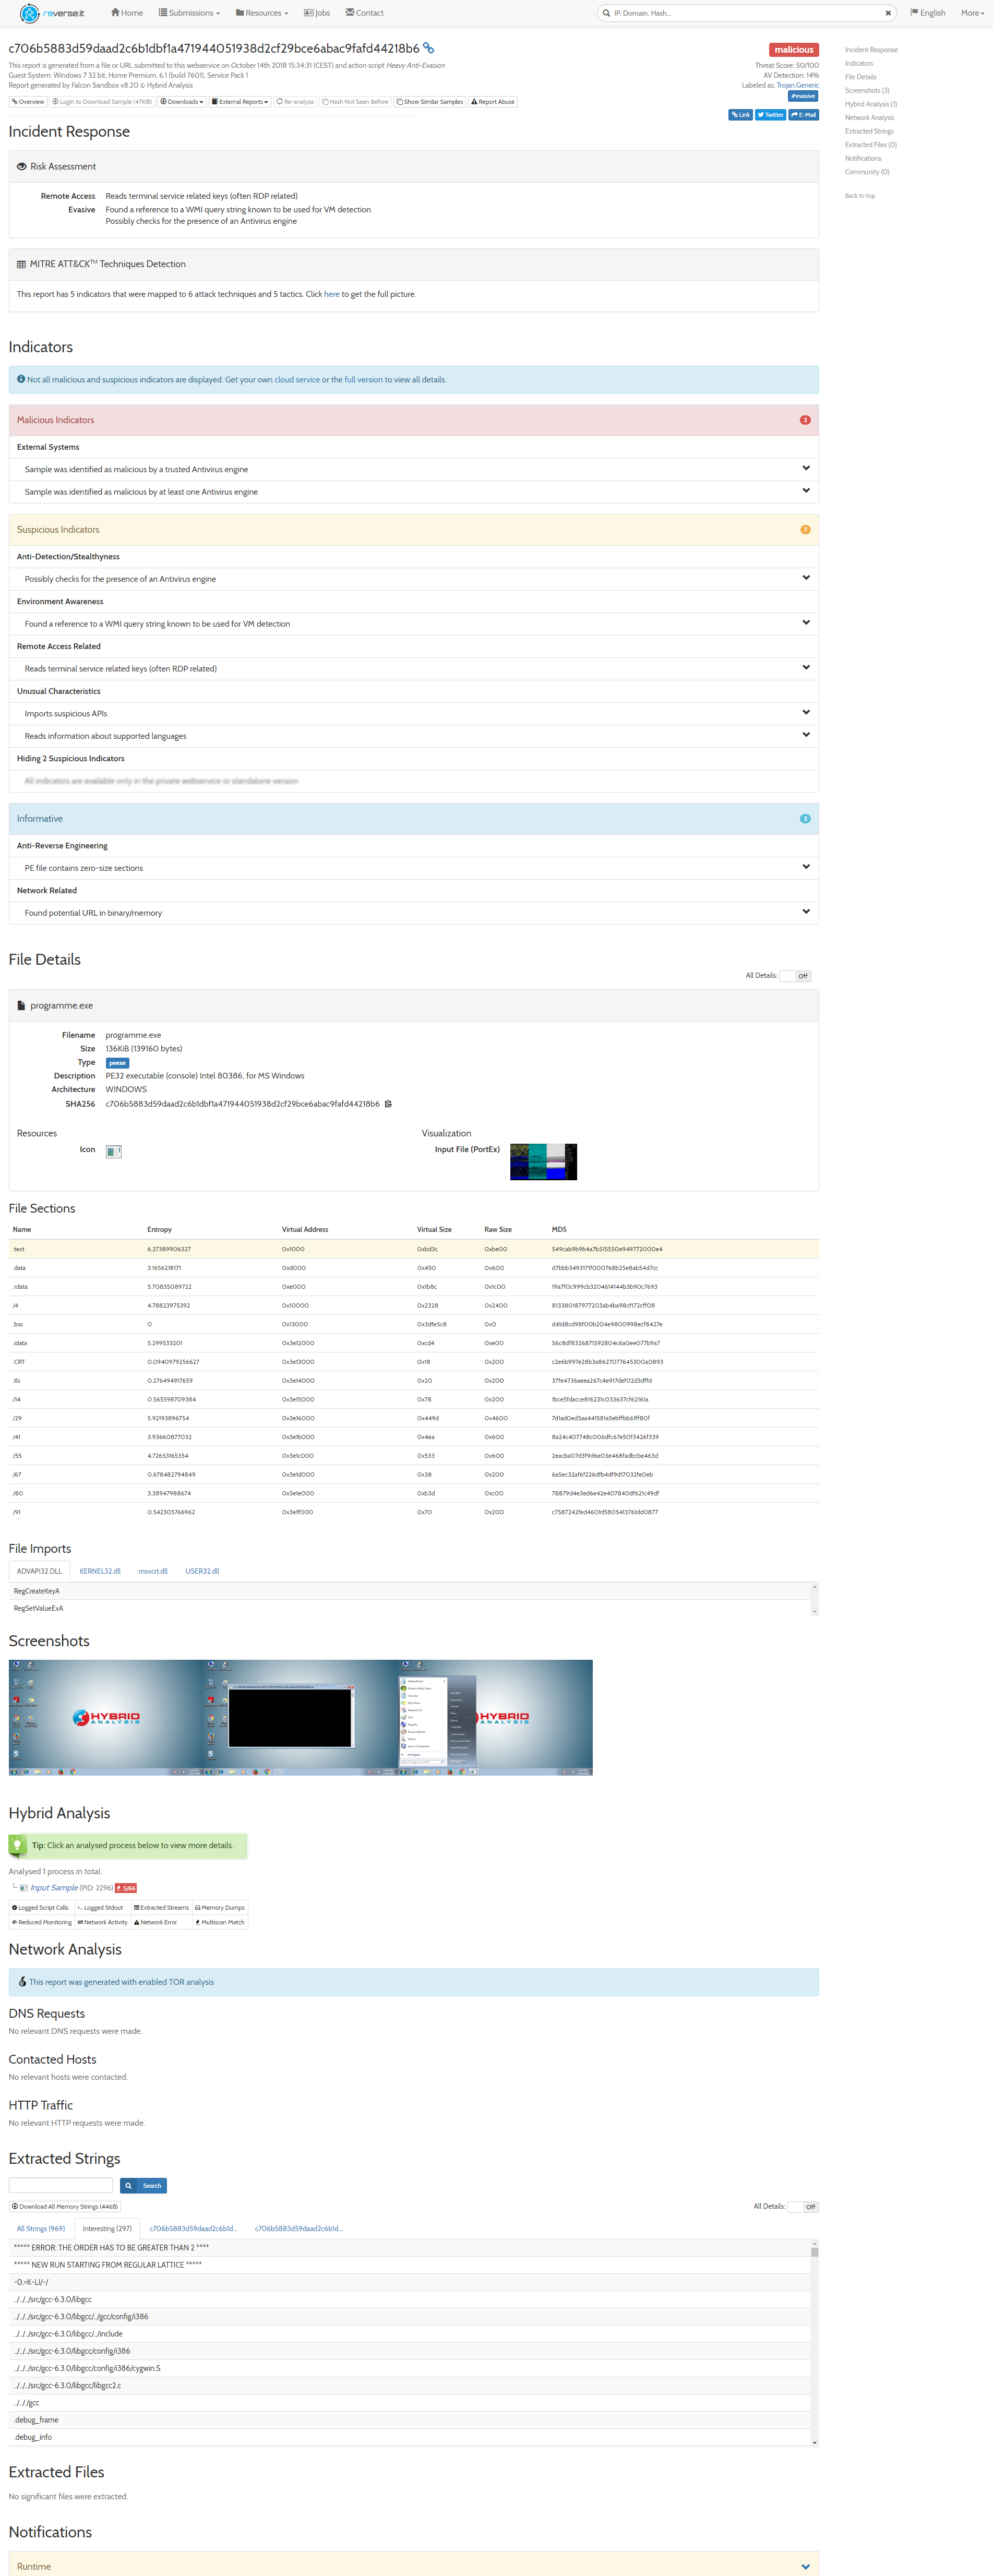 reverse.it
Home
Submissions
Resources
Jobs
Contact
IP, Domain, Hash...
English
More
c706b5883d59daad2c6b1dbf1a471944051938d2cf29bce6abac9fafd44218b6
malicious
This report is generated from a file or URL submitted to this webservice on October 14th 2018 15:34:31 (CEST) and action script Heavy Anti-Evasion
Guest System: Windows 7 32 bit, Home Premium, 6.1 (build 7601), Service Pack 1
Report generated by Falcon Sandbox v8.20 © Hybrid Analysis
Threat Score: 50/100
AV Detection: 14%
Labeled as: Trojan.Generic
#evasive
Overview
Login to Download Sample (47KiB)
Downloads
External Reports
Re-analyze
Hash Not Seen Before
Show Similar Samples
Report Abuse
Link
Twitter
E-Mail
Incident Response
Indicators
File Details
Screenshots (3)
Hybrid Analysis (1)
Network Analysis
Extracted Strings
Extracted Files (0)
Notifications
Community (0)
Back to top
Incident Response
Risk Assessment
Remote Access Reads terminal service related keys (often RDP related)
Evasive Found a reference to a WMI query string known to be used for VM detection
Possibly checks for the presence of an Antivirus engine
MITRE ATT&CK™ Techniques Detection
This report has 5 indicators that were mapped to 6 attack techniques and 5 tactics. Click here to get the full picture.
Indicators
Not all malicious and suspicious indicators are displayed. Get your own cloud service or the full version to view all details.
Malicious Indicators 2
External Systems
Sample was identified as malicious by a trusted Antivirus engine
Sample was identified as malicious by at least one Antivirus engine
Suspicious Indicators 7
Anti-Detection/Stealthyness
Possibly checks for the presence of an Antivirus engine
Environment Awareness
Found a reference to a WMI query string known to be used for VM detection
Remote Access Related
Reads terminal service related keys (often RDP related)
Unusual Characteristics
Imports suspicious APIs
Reads information about supported languages
Hiding 2 Suspicious Indicators
All indicators are available only in the private webservice or standalone version
Informative 2
Anti-Reverse Engineering
PE file contains zero-size sections
Network Related
Found potential URL in binary/memory
File Details
All Details: Off
programme.exe
Filename programme.exe
Size 136KiB (139160 bytes)
Type peexe
Description PE32 executable (console) Intel 80386, for MS Windows
Architecture WINDOWS
SHA256 c706b5883d59daad2c6b1dbf1a471944051938d2cf29bce6abac9fafd44218b6
Resources
Icon
Visualization
Input File (PortEx)
File Sections
Name Entropy Virtual Address Virtual Size Raw Size MD5
.text 6.27389906327 0x1000 0xbd3c 0xbe00 549cab9b9b4a7b515550e949772000e4
.data 3.1656218171 0xd000 0x450 0x600 d7bbb3493171f000768b25e8ab54d7cc
.rdata 5.70835089722 0xe000 0x1b8c 0x1c00 19a7f0c999cb3204614144b3b90c7693
/4 4.78823975392 0x10000 0x2328 0x2400 813380187977203ab4ba98cf172cff08
.bss 0 0x13000 0x3dfe5c8 0x0 d41d8cd98f00b204e9800998ecf8427e
.idata 5.299533201 0x3e12000 0xcd4 0xe00 56c8df8326871592804c6a0ee077b9a7
.CRT 0.0940979256627 0x3e13000 0x18 0x200 c2e6b997e28b3a8627077645300a0893
.tls 0.276494917659 0x3e14000 0x20 0x200 37fe4736aeea267c4e917def02d3dffd
/14 0.565598709384 0x3e15000 0x78 0x200 1bce5fdacce816231c033637cf62161a
/29 5.92193896754 0x3e16000 0x449d 0x4600 7d1ad0ed5aa441581a5ebffbb61ff80f
/41 3.93660877032 0x3e1b000 0x4ea 0x600 8a24c407748c006dfc67e50f3426f339
/55 4.72653165354 0x3e1c000 0x533 0x600 2eacba07d3f9d6e03e468fadbcbe463d
/67 0.678482794849 0x3e1d000 0x38 0x200 6a5ec32af6f226dfb4df9d17032fe0eb
/80 3.38947988674 0x3e1e000 0xb3d 0xc00 78879d4e3ed6e42e407840df621c49df
/91 0.542305766962 0x3e1f000 0x70 0x200 c7587242fed4601d5805413761dd0877
File Imports
ADVAPI32.DLL KERNEL32.dll msvcrt.dll USER32.dll
RegCreateKeyA
RegSetValueExA
Screenshots
HYBRID ANALYSIS
HYBRID ANALYSIS
Hybrid Analysis
Tip: Click an analysed process below to view more details.
Analysed 1 process in total.
Input Sample (PID: 2296) 5/66
Logged Script Calls
Logged Stdout
Extracted Streams
Memory Dumps
Reduced Monitoring
Network Activity
Network Error
Multiscan Match
Network Analysis
This report was generated with enabled TOR analysis
DNS Requests
No relevant DNS requests were made.
Contacted Hosts
No relevant hosts were contacted.
HTTP Traffic
No relevant HTTP requests were made.
Extracted Strings
Search
Download All Memory Strings (446B)
All Details: Off
All Strings (969) Interesting (297) c706b5883d59daad2c6b1d... c706b5883d59daad2c6b1d...
***** ERROR: THE ORDER HAS TO BE GREATER THAN 2 ****
***** NEW RUN STARTING FROM REGULAR LATTICE *****
-0,=K-LI/-/
../../../src/gcc-6.3.0/libgcc
../../../src/gcc-6.3.0/libgcc/../gcc/config/i386
../../../src/gcc-6.3.0/libgcc/../include
../../../src/gcc-6.3.0/libgcc/config/i386
../../../src/gcc-6.3.0/libgcc/config/i386/cygwin.S
../../../src/gcc-6.3.0/libgcc/libgcc2.c
../.././gcc
.debug_frame
.debug_info
Extracted Files
No significant files were extracted.
Notifications
Runtime